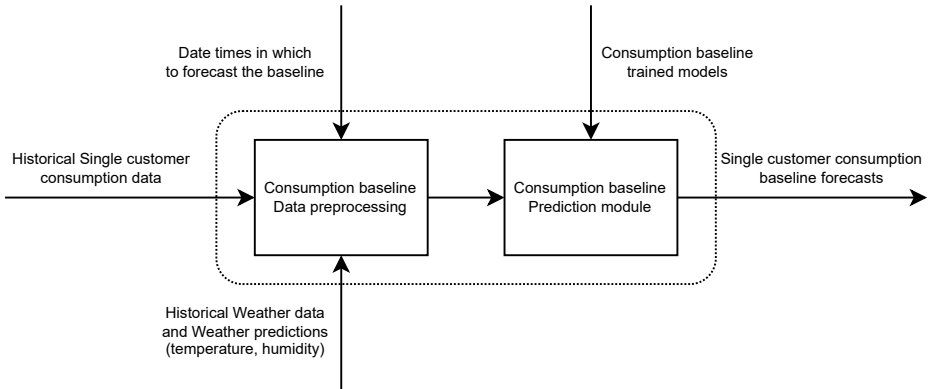 Date times in which
to forecast the baseline
Consumption baseline
trained models
Historical Single customer
consumption data
Consumption baseline
Data preprocessing
Consumption baseline
Prediction module
Single customer consumption
baseline forecasts
Historical Weather data
and Weather predictions
(temperature, humidity)